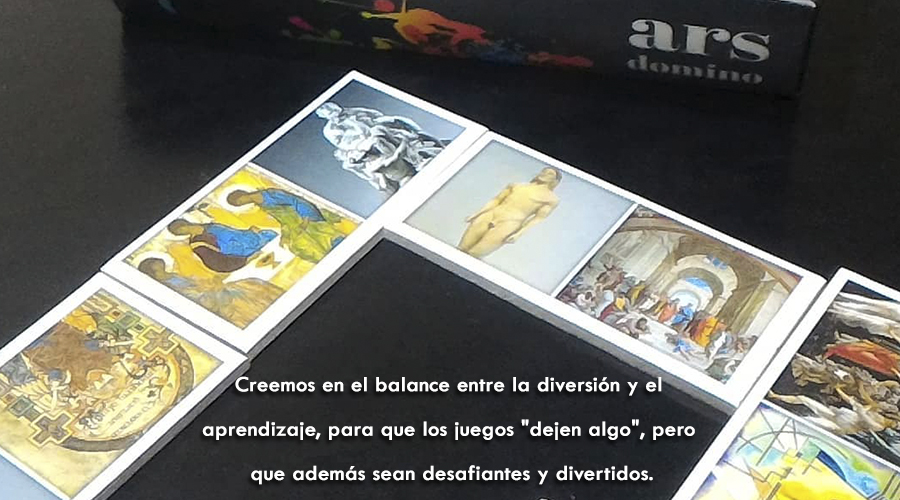 ars
domino
Creemos en el balance entre la diversión y el
aprendizaje, para que los juegos "dejen algo", pero
que además sean desafiantes y divertidos.